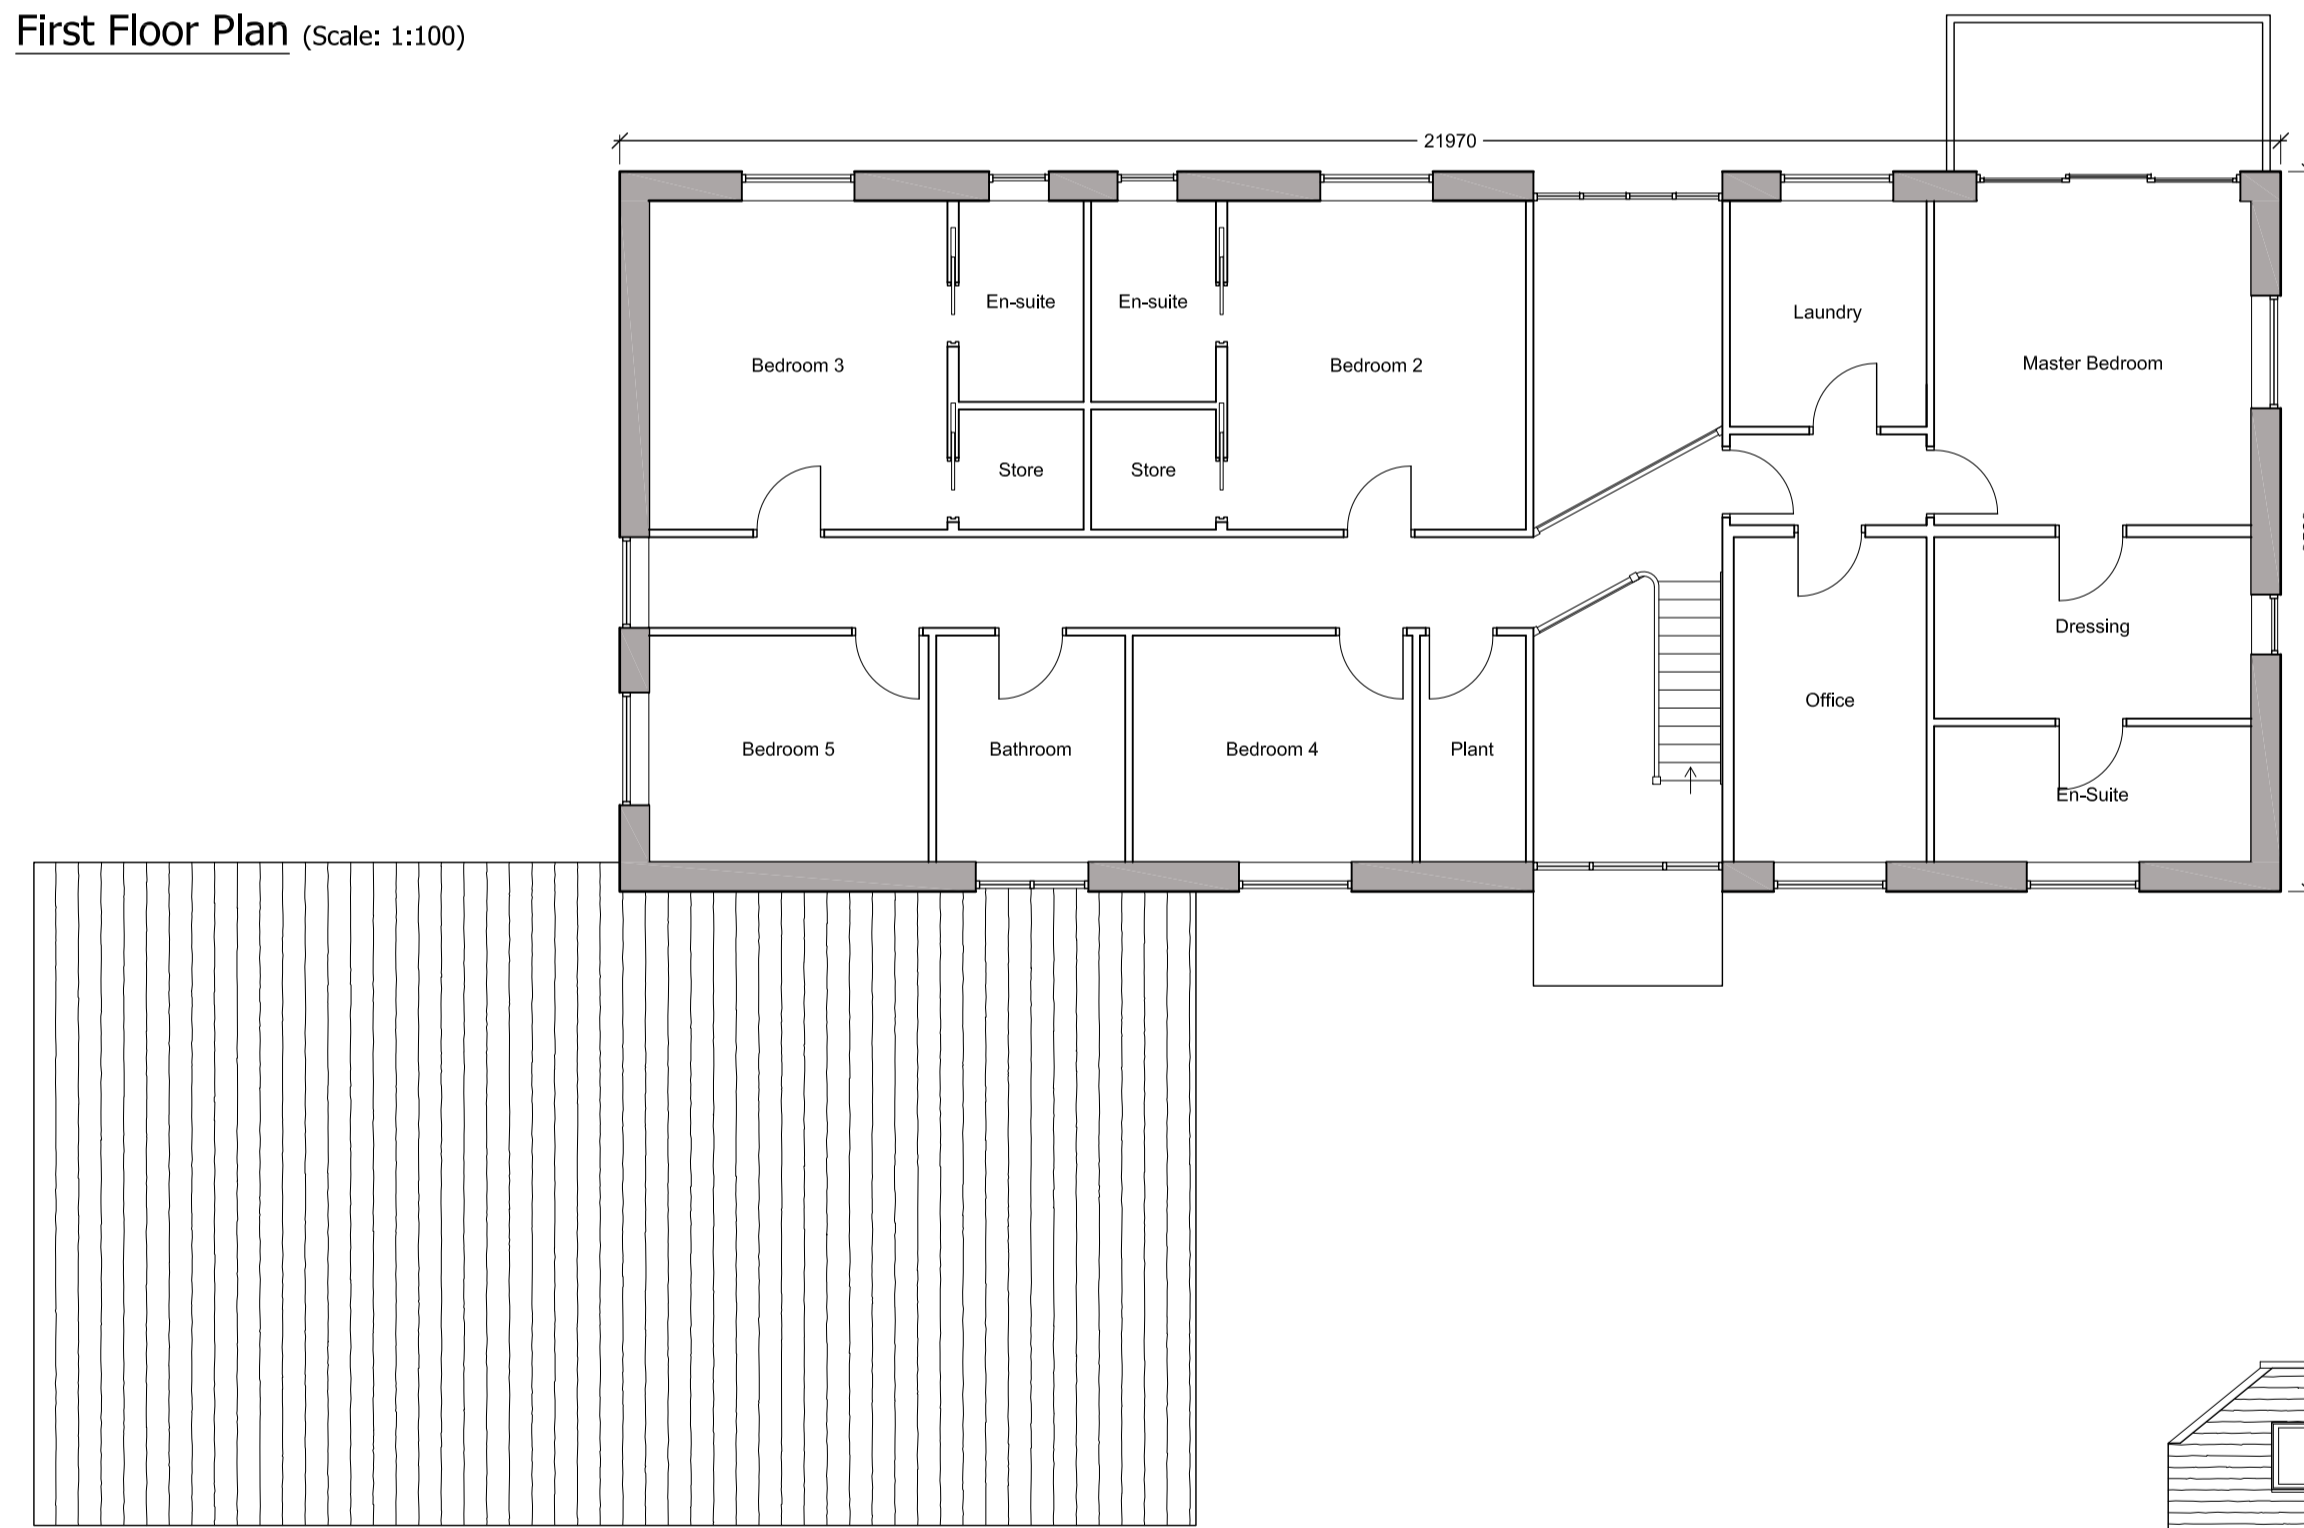 First Floor Plan (Scale: 1:100)
21970
En-suite
En-suite
Laundry
Bedroom 3
Bedroom 2
Master Bedroom
Store
Store
Dressing
Office
Bedroom 5
Bathroom
Bedroom 4
Plant
En-Suite